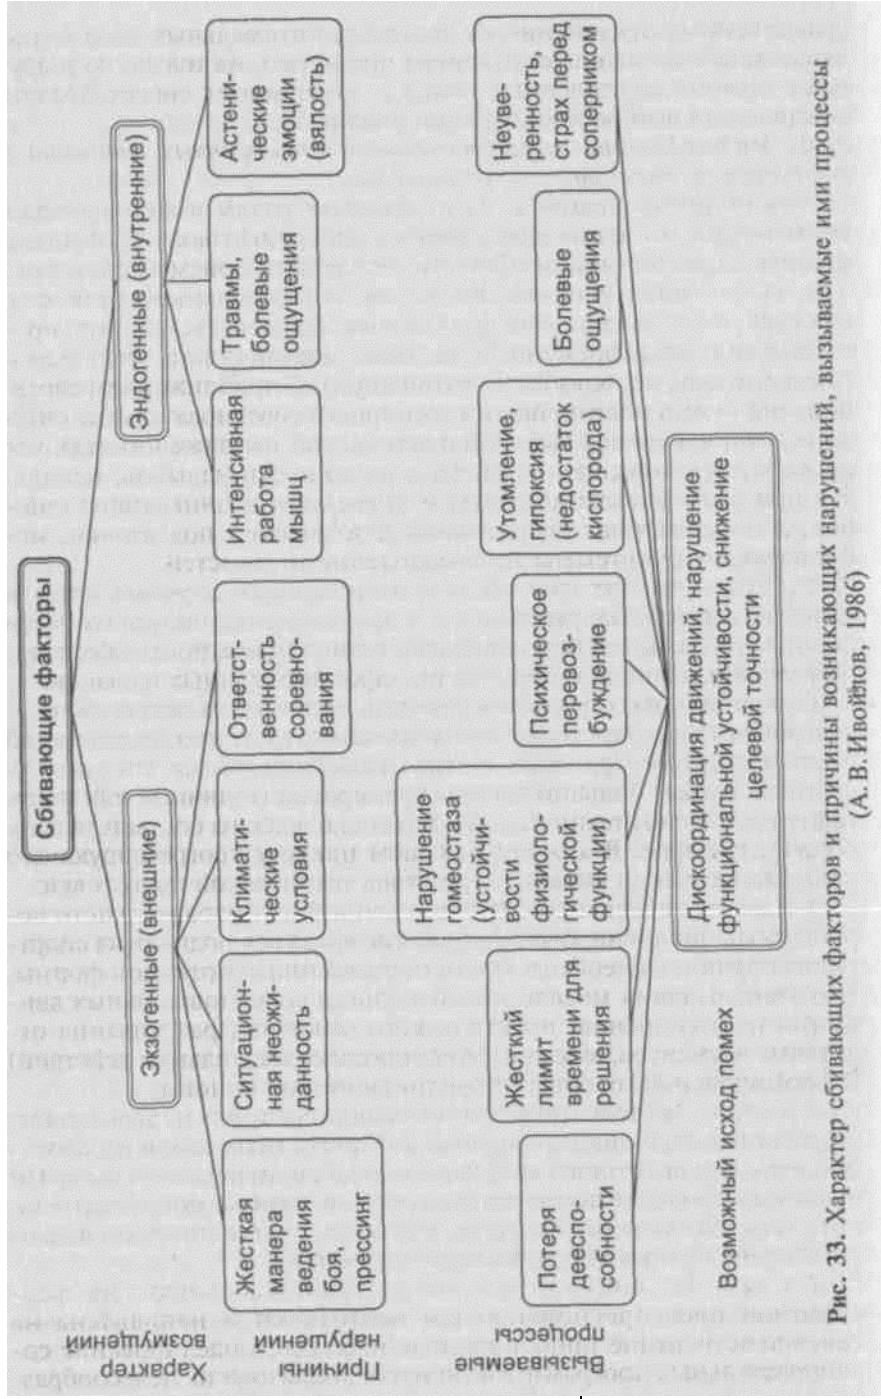 Сбивающие факторы
Характер
возмущений
Экзогенные (внешние)
Эндогенные (внутренние)
Причины
нарушений
Жесткая
манера
ведения
боя,
прессинг
Ситуацион-
ная неожи-
данность
Климати-
ческие
условия
Ответст-
венность
соревно-
вания
Интенсивная
работа
мышц
Травмы,
болевые
ощущения
Астени-
ческие
эмоции
(вялость)
Вызываемые
процессы
Потеря
дееспо-
собности
Жесткий
лимит
времени для
решения
Нарушение
гомеостаза
(устойчи-
вости
физиоло-
гической
функции)
Психическое
перевоз-
буждение
Утомление,
гипоксия
(недостаток
кислорода)
Болевые
ощущения
Неуве-
ренность,
страх перед
соперником
Возможный исход помех
Дискоординация движений, нарушение
функциональной устойчивости, снижение
целевой точности
Рис. 33. Характер сбивающих факторов и причины возникающих нарушений, вызываемые ими процессы
(А. В. Ивойлов, 1986)